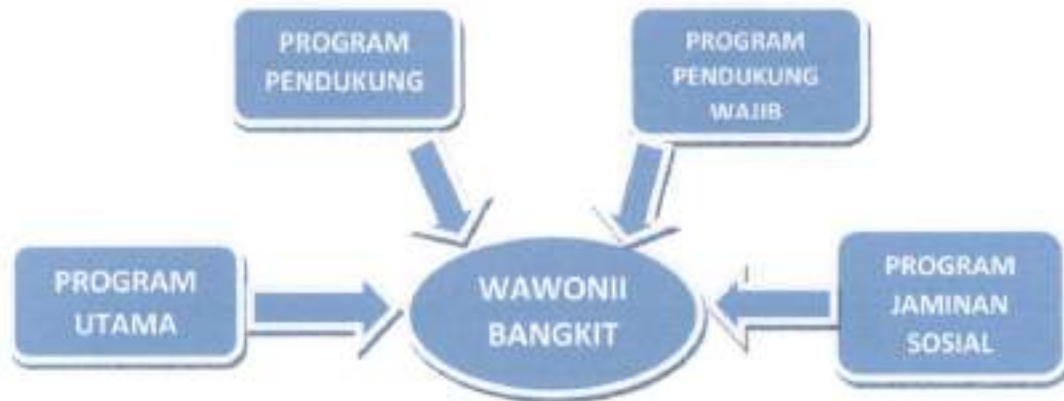 PROGRAM
PENDUKUNG
PROGRAM
PENDUKUNG
WAJIB
PROGRAM
UTAMA
WAWONII
BANGKIT
PROGRAM
JAMINAN
SOSIAL